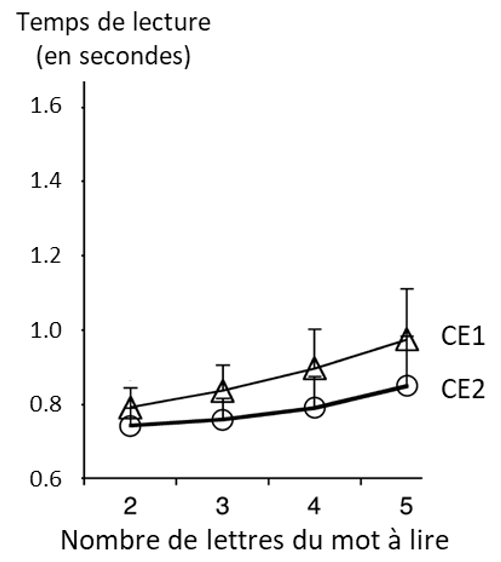 Temps de lecture
(en secondes)
1.6
1.4
1.2
1.0
0.8
0.6
CE1
CE2
2 3 4 5
Nombre de lettres du mot à lire